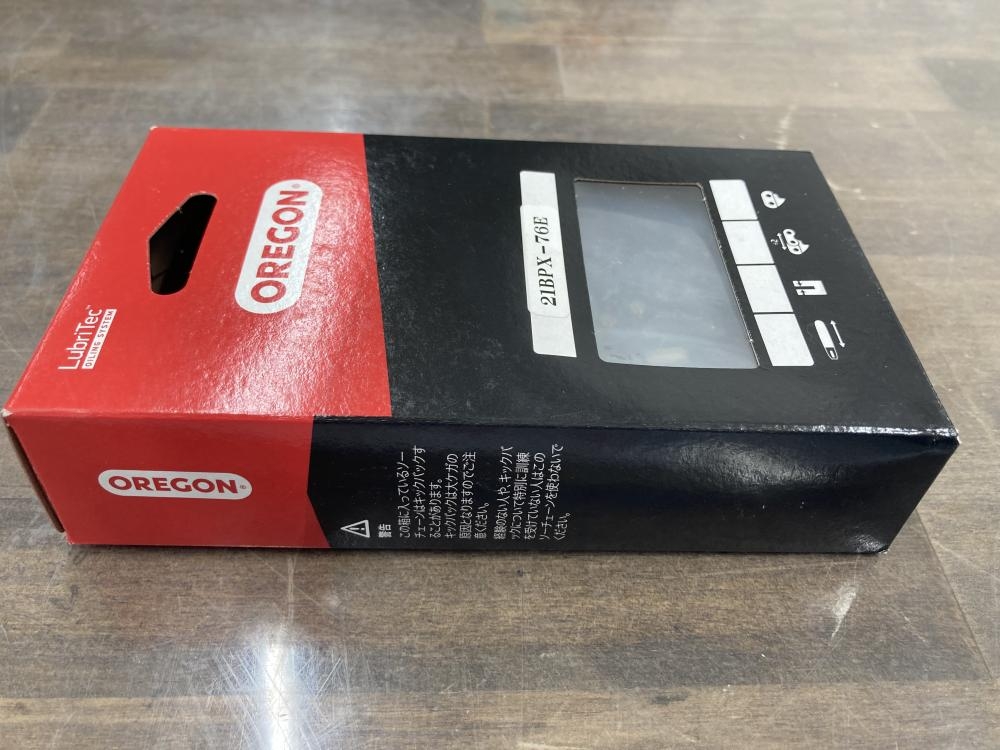 OREGON®
LubriTec™
OILING SYSTEM
21BPX-76E
x2
OREGON®
警告
この箱に入っているソー
チェーンはキックバックす
ることがあります。
キックバックは大ケガの
原因となりますのでご注
意ください。
経験のない人や、キックバ
ックについて特別に訓練
を受けていない人はこの
ソーチェーンを使わないで
ください。